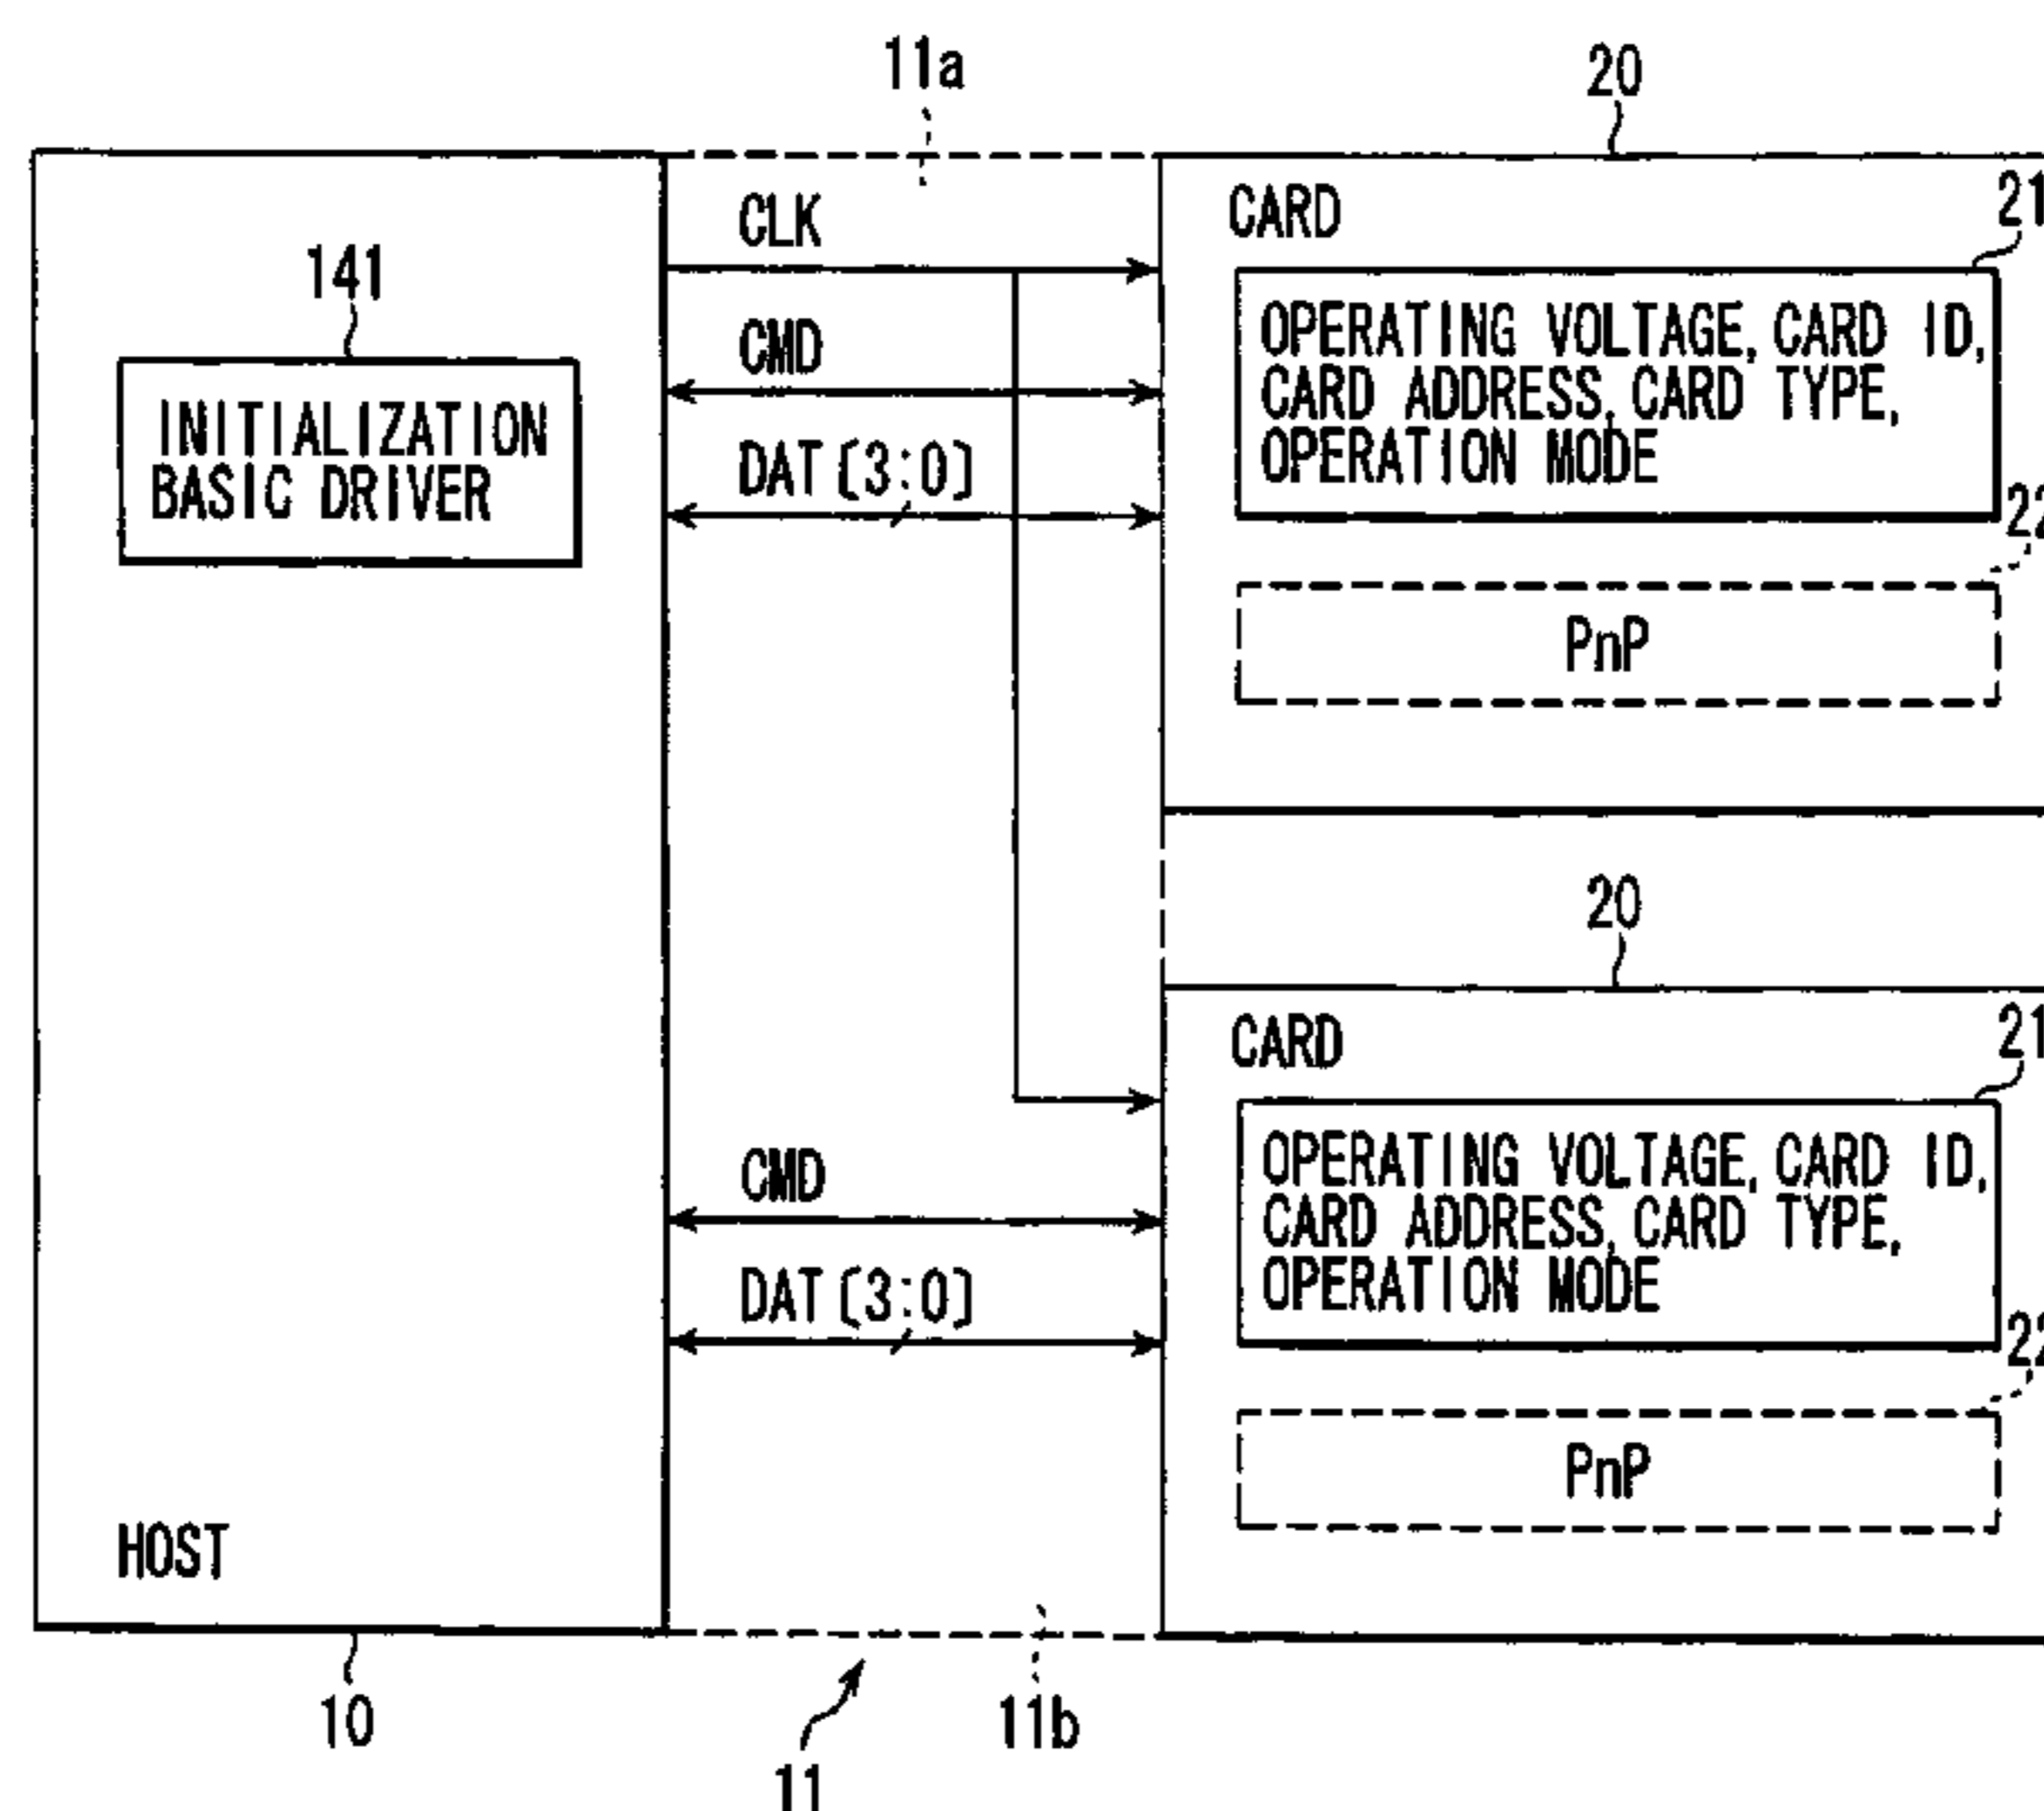 11a
20
CLK
CARD
21
141
OPERATING VOLTAGE, CARD ID,
CARD ADDRESS, CARD TYPE,
OPERATION MODE
CMD
INITIALIZATION
BASIC DRIVER
DAT[3:0]
22
PnP
20
CARD
21
OPERATING VOLTAGE, CARD ID,
CARD ADDRESS, CARD TYPE,
OPERATION MODE
CMD
DAT[3:0]
22
PnP
HOST
10
11
11b